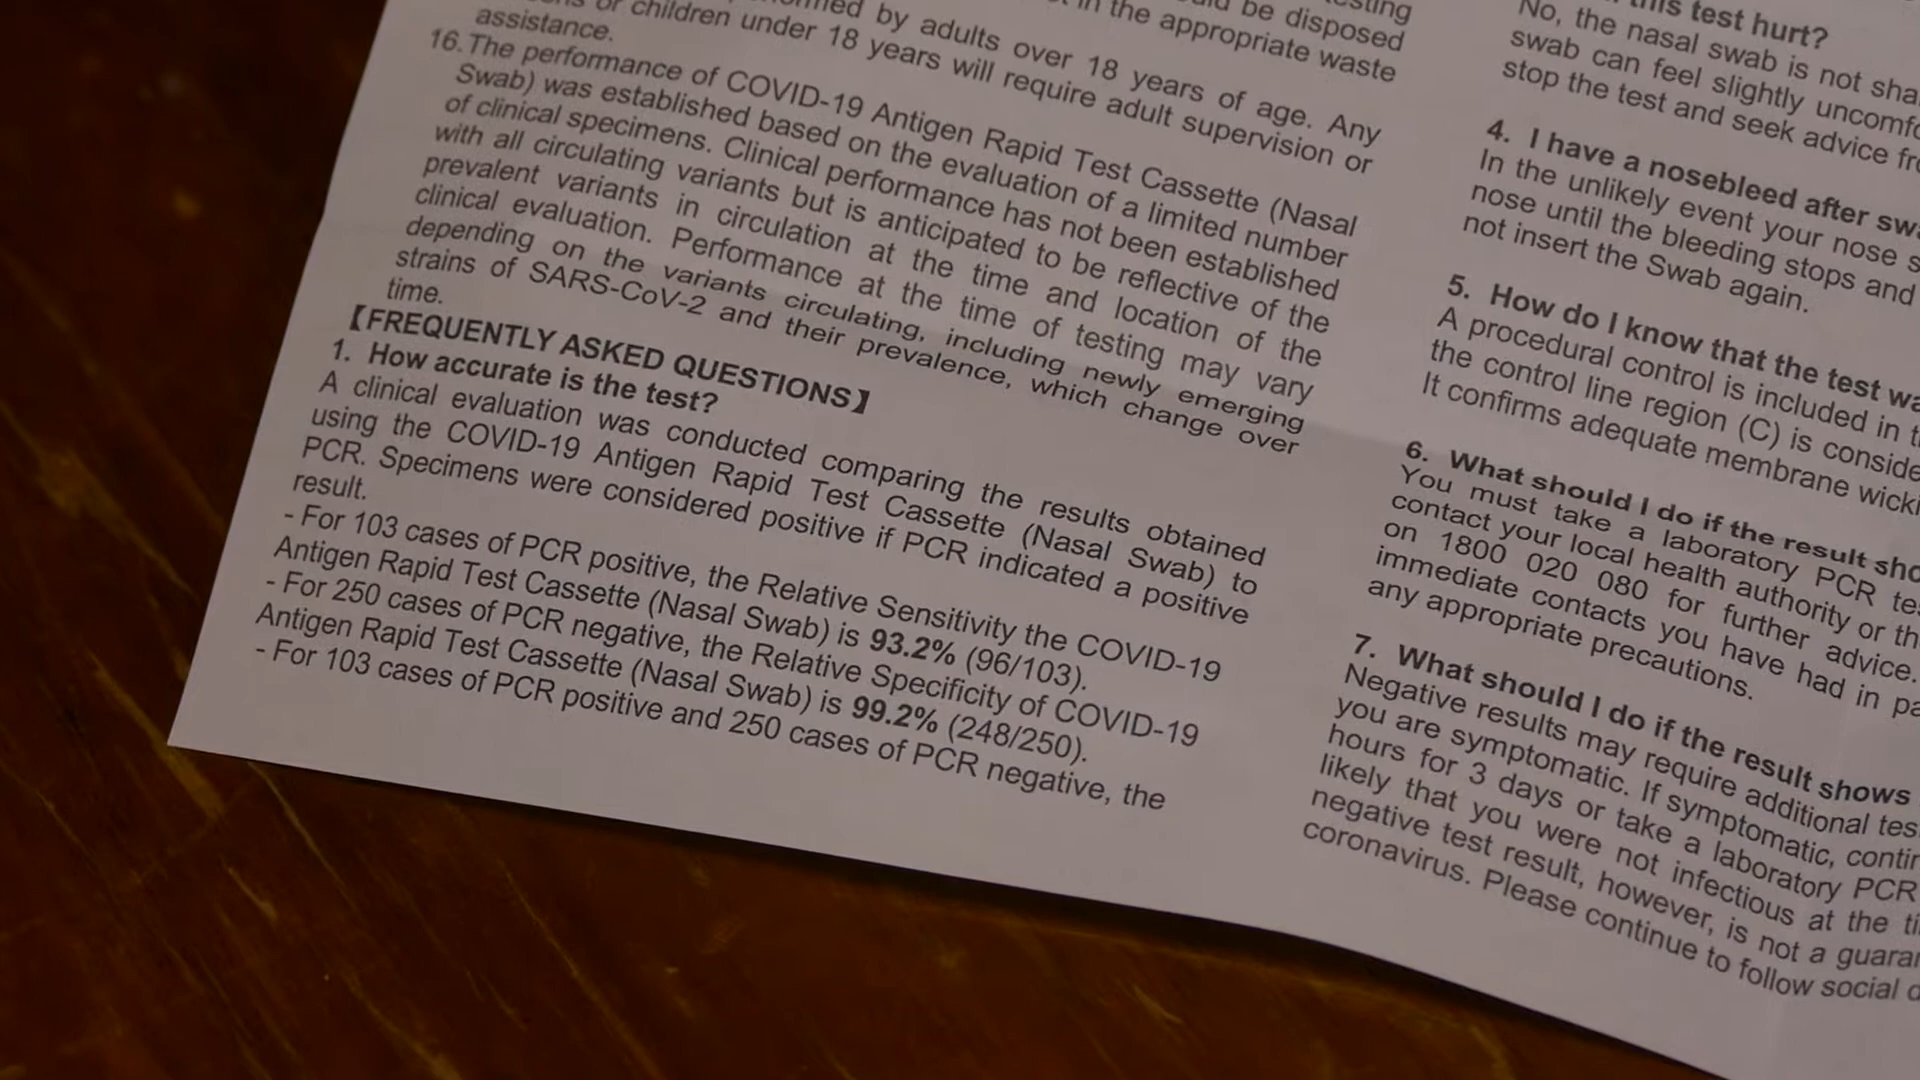 be disposed
in the appropriate waste
by adults over 18 years of age. Any
or children under 18 years will require adult supervision or
assistance.
16. The performance of COVID-19 Antigen Rapid Test Cassette (Nasal
Swab) was established based on the evaluation of a limited number
of clinical specimens. Clinical performance has not been established
with all circulating variants but is anticipated to be reflective of the
prevalent variants in circulation at the time and location of the
clinical evaluation. Performance at the time of testing may vary
depending on the variants circulating, including newly emerging
strains of SARS-CoV-2 and their prevalence, which change over
time.
【FREQUENTLY ASKED QUESTIONS】
1. How accurate is the test?
A clinical evaluation was conducted comparing the results obtained
using the COVID-19 Antigen Rapid Test Cassette (Nasal Swab) to
PCR. Specimens were considered positive if PCR indicated a positive
result.
- For 103 cases of PCR positive, the Relative Sensitivity the COVID-19
Antigen Rapid Test Cassette (Nasal Swab) is 93.2% (96/103).
- For 250 cases of PCR negative, the Relative Specificity of COVID-19
Antigen Rapid Test Cassette (Nasal Swab) is 99.2% (248/250).
- For 103 cases of PCR positive and 250 cases of PCR negative, the
this test hurt?
No, the nasal swab is not
swab can feel slightly
stop the test and seek advice
4. I have a nosebleed after
In the unlikely event your nose
nose until the bleeding stops and
not insert the Swab again.
5. How do I know that the test
A procedural control is included in
the control line region (C) is
It confirms adequate membrane
6. What should I do if the result
You must take a laboratory PCR
contact your local health authority or
on 1800 020 080 for further advice.
immediate contacts you have had in
any appropriate precautions.
7. What should I do if the result shows
Negative results may require additional
you are symptomatic. If symptomatic,
hours for 3 days or take a laboratory PCR
likely that you were not infectious at the
negative test result, however, is not a
coronavirus. Please continue to follow social